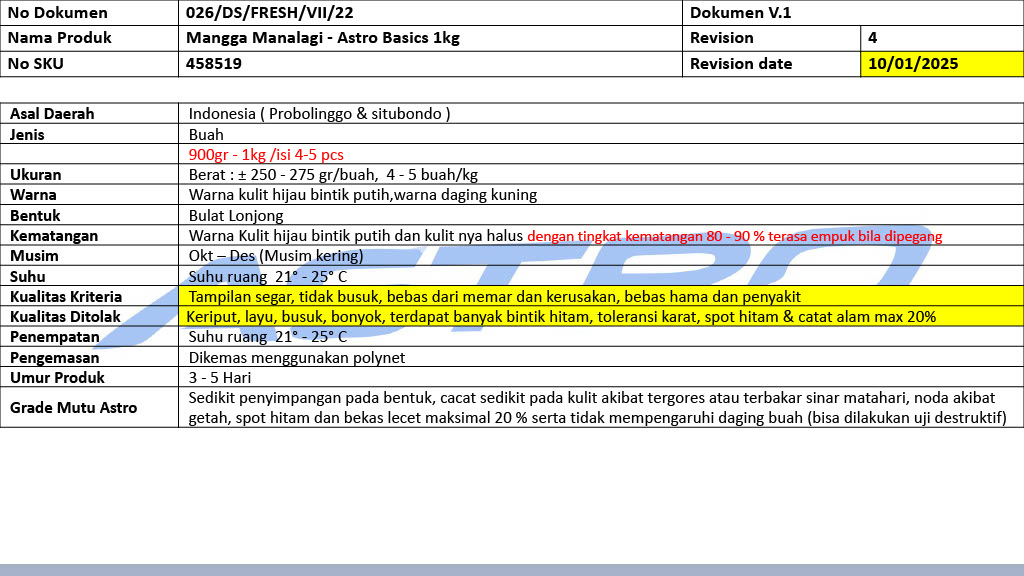 No Dokumen 026/DS/FRESH/VII/22 Dokumen V.1
Nama Produk Mangga Manalagi - Astro Basics 1kg Revision 4
No SKU 458519 Revision date 10/01/2025
Asal Daerah Indonesia ( Probolinggo & situbondo )
Jenis Buah
900gr - 1kg /isi 4-5 pcs
Ukuran Berat : ± 250 - 275 gr/buah, 4 - 5 buah/kg
Warna Warna kulit hijau bintik putih,warna daging kuning
Bentuk Bulat Lonjong
Kematangan Warna Kulit hijau bintik putih dan kulit nya halus dengan tingkat kematangan 80 - 90 % terasa empuk bila dipegang
Musim Okt – Des (Musim kering)
Suhu Suhu ruang 21° - 25° C
Kualitas Kriteria Tampilan segar, tidak busuk, bebas dari memar dan kerusakan, bebas hama dan penyakit
Kualitas Ditolak Keriput, layu, busuk, bonyok, terdapat banyak bintik hitam, toleransi karat, spot hitam & catat alam max 20%
Penempatan Suhu ruang 21° - 25° C
Pengemasan Dikemas menggunakan polynet
Umur Produk 3 - 5 Hari
Grade Mutu Astro Sedikit penyimpangan pada bentuk, cacat sedikit pada kulit akibat tergores atau terbakar sinar matahari, noda akibat
getah, spot hitam dan bekas lecet maksimal 20 % serta tidak mempengaruhi daging buah (bisa dilakukan uji destruktif)
ASTRO